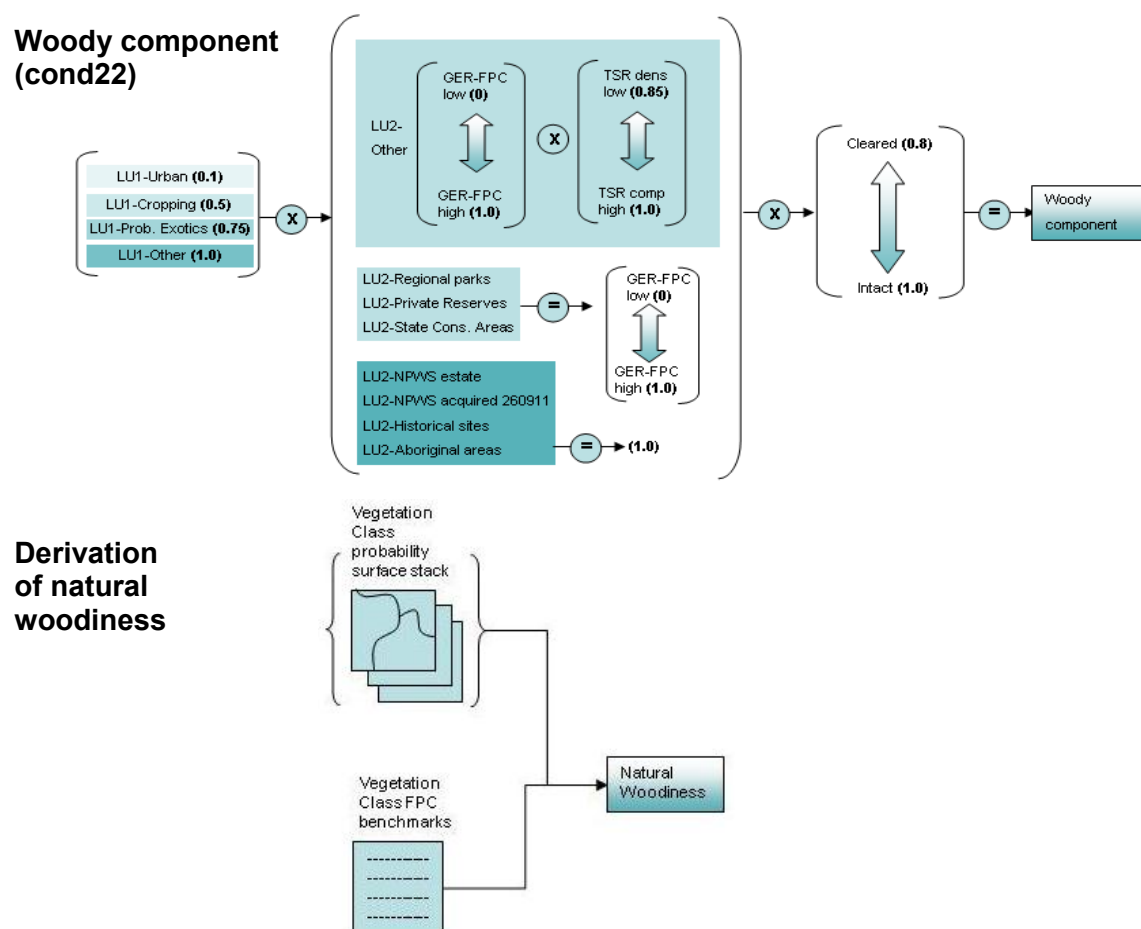 Woody component
(cond22)
LU1-Urban (0.1)
LU1-Cropping (0.5)
LU1-Prob. Exotics (0.75)
LU1-Other (1.0)
x
LU2-
Other
GER-FPC
low (0)
GER-FPC
high (1.0)
x
TSR dens
low (0.85)
TSR comp
high (1.0)
LU2-Regional parks
LU2-Private Reserves
LU2-State Cons. Areas
=
GER-FPC
low (0)
GER-FPC
high (1.0)
LU2-NPWS estate
LU2-NPWS acquired 260911
LU2-Historical sites
LU2-Aboriginal areas
=
(1.0)
x
Cleared (0.8)
Intact (1.0)
=
Woody
component
Derivation
of natural
woodiness
Vegetation
Class
probability
surface stack
Vegetation
Class FPC
benchmarks
Natural
Woodiness